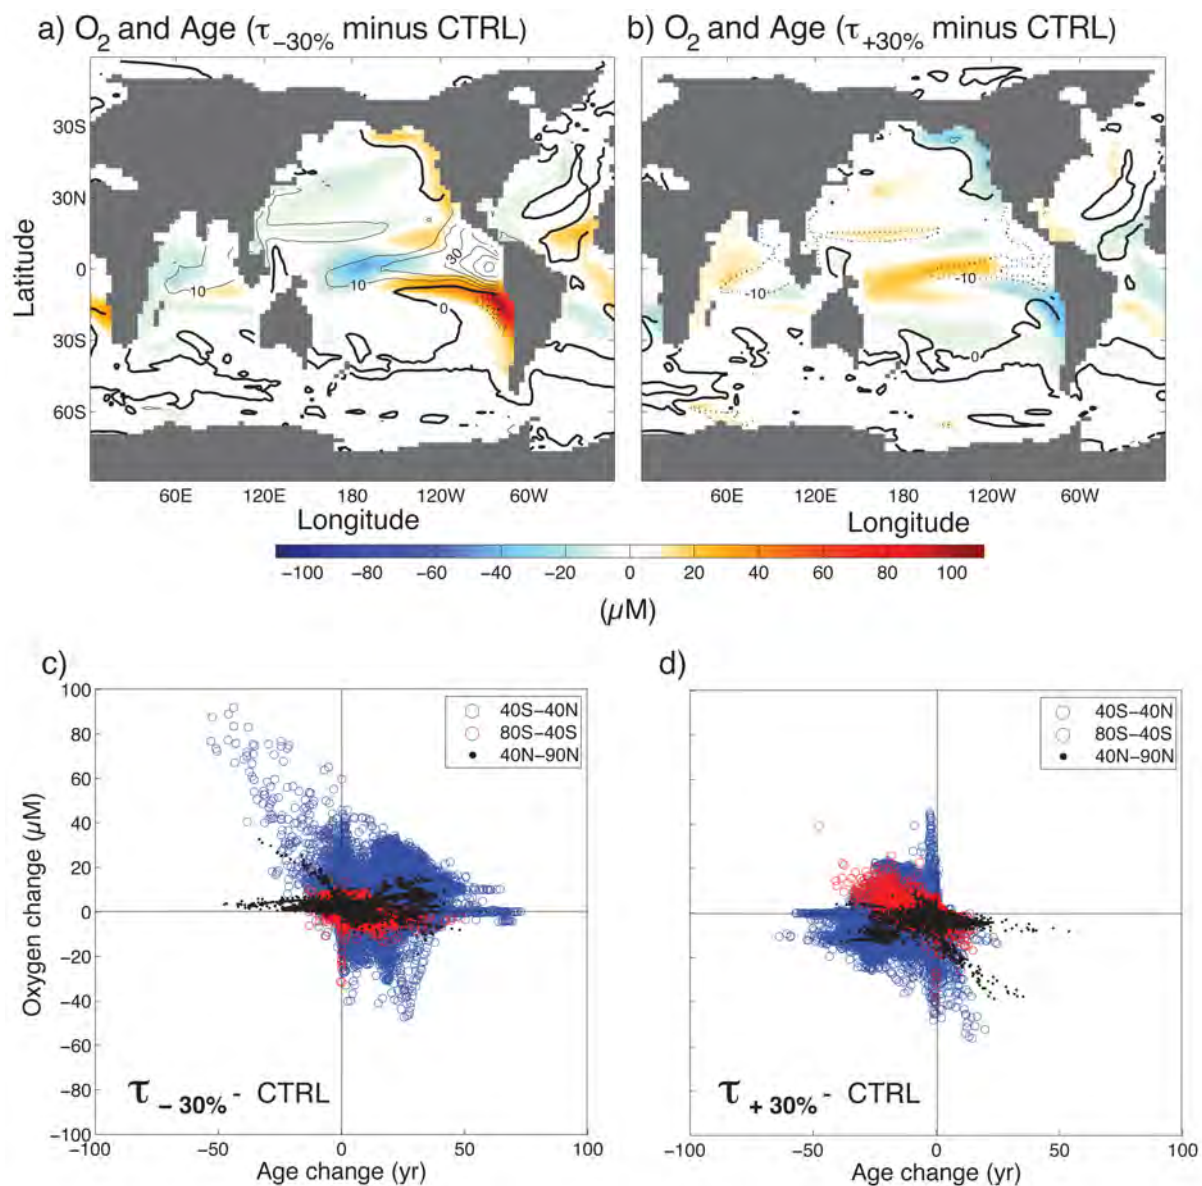 a) O2 and Age (τ−30% minus CTRL)
b) O2 and Age (τ+30% minus CTRL)
Latitude
30S
30N
0
30S
60S
10
10
30
0
60E 120E 180 120W 60W
Longitude
30S
30N
0
30S
60S
-10
-10
0
60E 120E 180 120W 60W
Longitude
−100 −80 −60 −40 −20 0 20 40 60 80 100
(μM)
c)
Oxygen change (μM)
100
80
60
40
20
0
−20
−40
−60
−80
−100
40S−40N
80S−40S
40N−90N
τ − 30% - CTRL
−100 −50 0 50 100
Age change (yr)
d)
40S−40N
80S−40S
40N−90N
τ + 30% - CTRL
−100 −50 0 50 100
Age change (yr)